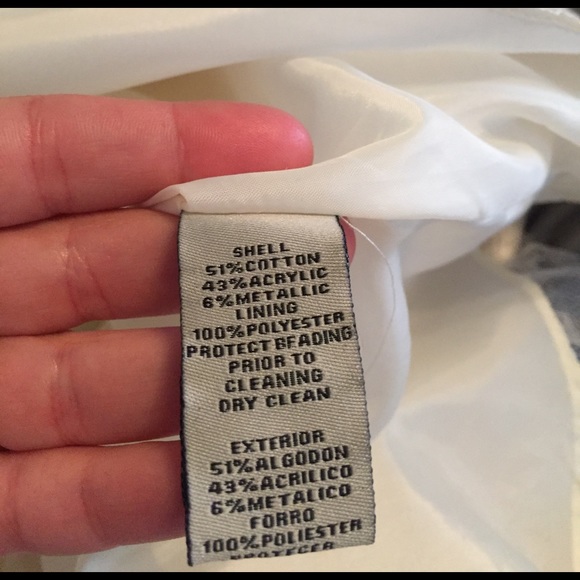 SHELL
51%COTTON
43%ACRYLIC
6%METALLIC
LINING
100%POLYESTER
PROTECT BEADING
PRIOR TO
CLEANING
DRY CLEAN
EXTERIOR
51%ALGODON
43%ACRILICO
6%METALICO
FORRO
100%POLIESTER
PROTEGER